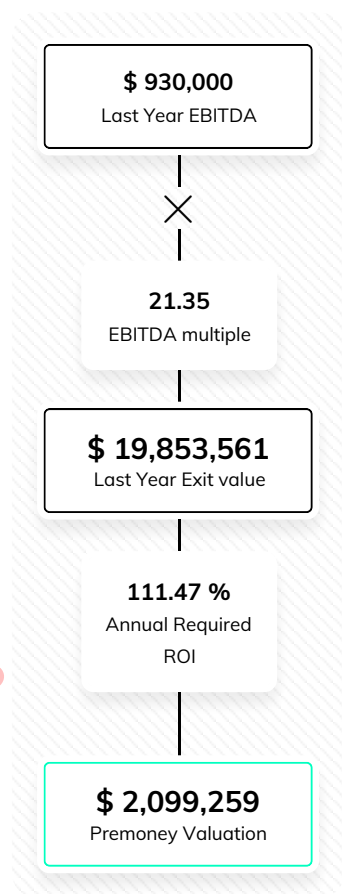 $ 930,000
Last Year EBITDA
21.35
EBITDA multiple
$ 19,853,561
Last Year Exit value
111.47 %
Annual Required
ROI
$ 2,099,259
Premoney Valuation